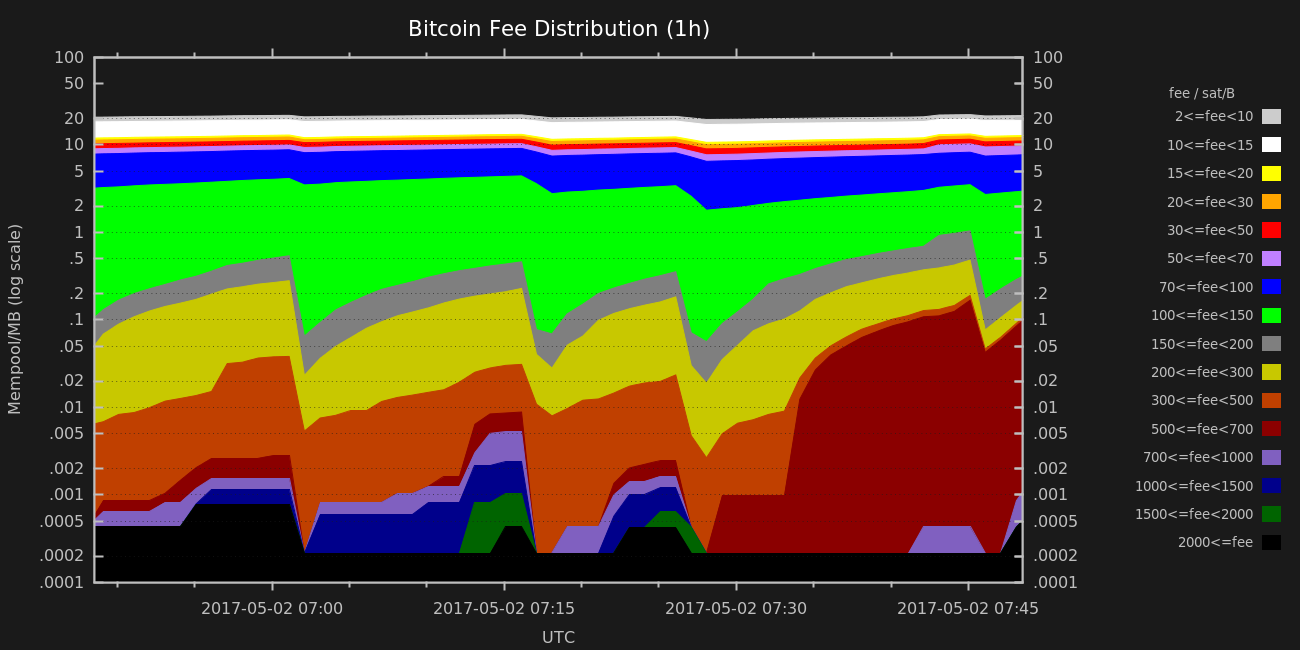 Bitcoin Fee Distribution (1h)
100 100
50 50
20 20
10 10
5 5
2 2
1 1
.5 .5
.2 .2
.1 .1
.05 .05
.02 .02
.01 .01
.005 .005
.002 .002
.001 .001
.0005 .0005
.0002 .0002
.0001 .0001
Mempool/MB (log scale)
2017-05-02 07:00 2017-05-02 07:15 2017-05-02 07:30 2017-05-02 07:45
UTC
fee / sat/B
2<=fee<10
10<=fee<15
15<=fee<20
20<=fee<30
30<=fee<50
50<=fee<70
70<=fee<100
100<=fee<150
150<=fee<200
200<=fee<300
300<=fee<500
500<=fee<700
700<=fee<1000
1000<=fee<1500
1500<=fee<2000
2000<=fee